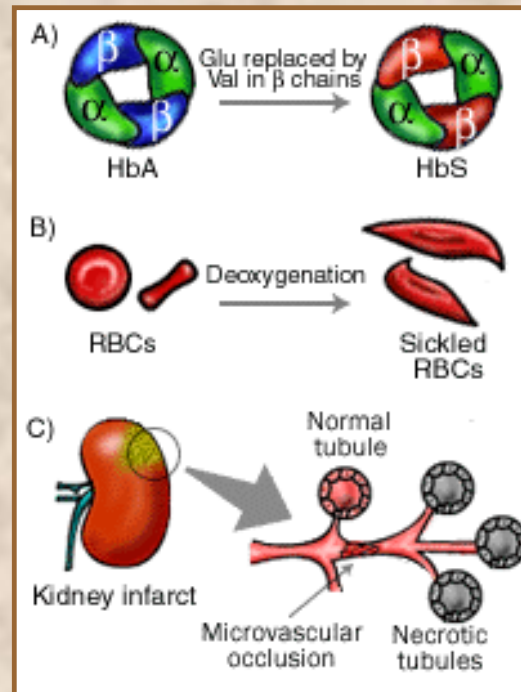 A)
β
α
α
β
HbA
Glu replaced by
Val in β chains
β
α
α
β
HbS
B)
RBCs
Deoxygenation
Sickled
RBCs
C)
Kidney infarct
Normal
tubule
Microvascular
occlusion
Necrotic
tubules